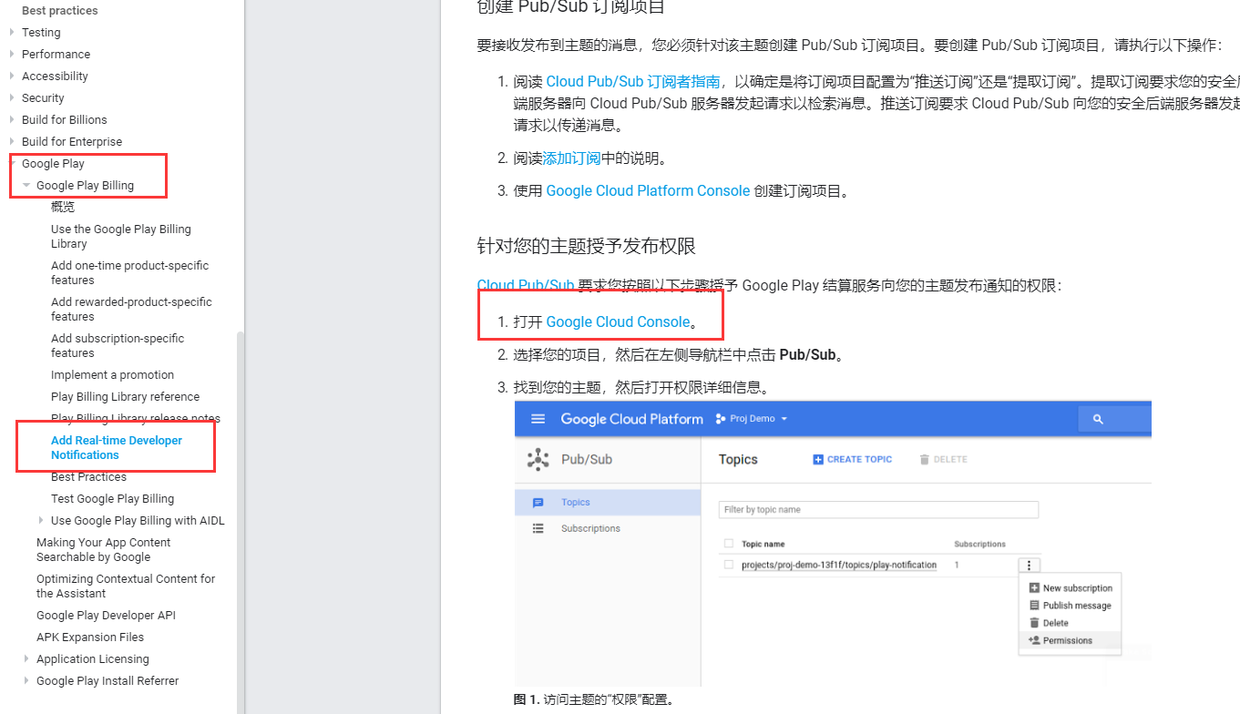 Best practices
Testing
Performance
Accessibility
Security
Build for Billions
Build for Enterprise
Google Play
Google Play Billing
概览
Use the Google Play Billing
Library
Add one-time product-specific
features
Add rewarded-product-specific
features
Add subscription-specific
features
Implement a promotion
Play Billing Library reference
Play Billing Library release notes
Add Real-time Developer
Notifications
Best Practices
Test Google Play Billing
Use Google Play Billing with AIDL
Making Your App Content
Searchable by Google
Optimizing Contextual Content for
the Assistant
Google Play Developer API
APK Expansion Files
Application Licensing
Google Play Install Referrer
创建 Pub/Sub 订阅项目
要接收发布到主题的消息，您必须针对该主题创建 Pub/Sub 订阅项目。要创建 Pub/Sub 订阅项目，请执行以下操作：
1. 阅读 Cloud Pub/Sub 订阅者指南，以确定是将订阅项目配置为“推送订阅”还是“提取订阅”。提取订阅要求您的安全后
端服务器向 Cloud Pub/Sub 服务器发起请求以检索消息。推送订阅要求 Cloud Pub/Sub 向您的安全后端服务器发起
请求以传递消息。
2. 阅读添加订阅中的说明。
3. 使用 Google Cloud Platform Console 创建订阅项目。
针对您的主题授予发布权限
Cloud Pub/Sub 要求您按照以下步骤授予 Google Play 结算服务向您的主题发布通知的权限：
1. 打开 Google Cloud Console。
2. 选择您的项目，然后在左侧导航栏中点击 Pub/Sub。
3. 找到您的主题，然后打开权限详细信息。
Google Cloud Platform Proj Demo
Pub/Sub
Topics CREATE TOPIC DELETE
Topics
Subscriptions
Filter by topic name
Topic name Subscriptions
projects/proj-demo-13f1f/topics/play-notification 1
New subscription
Publish message
Delete
Permissions
图 1. 访问主题的“权限”配置。